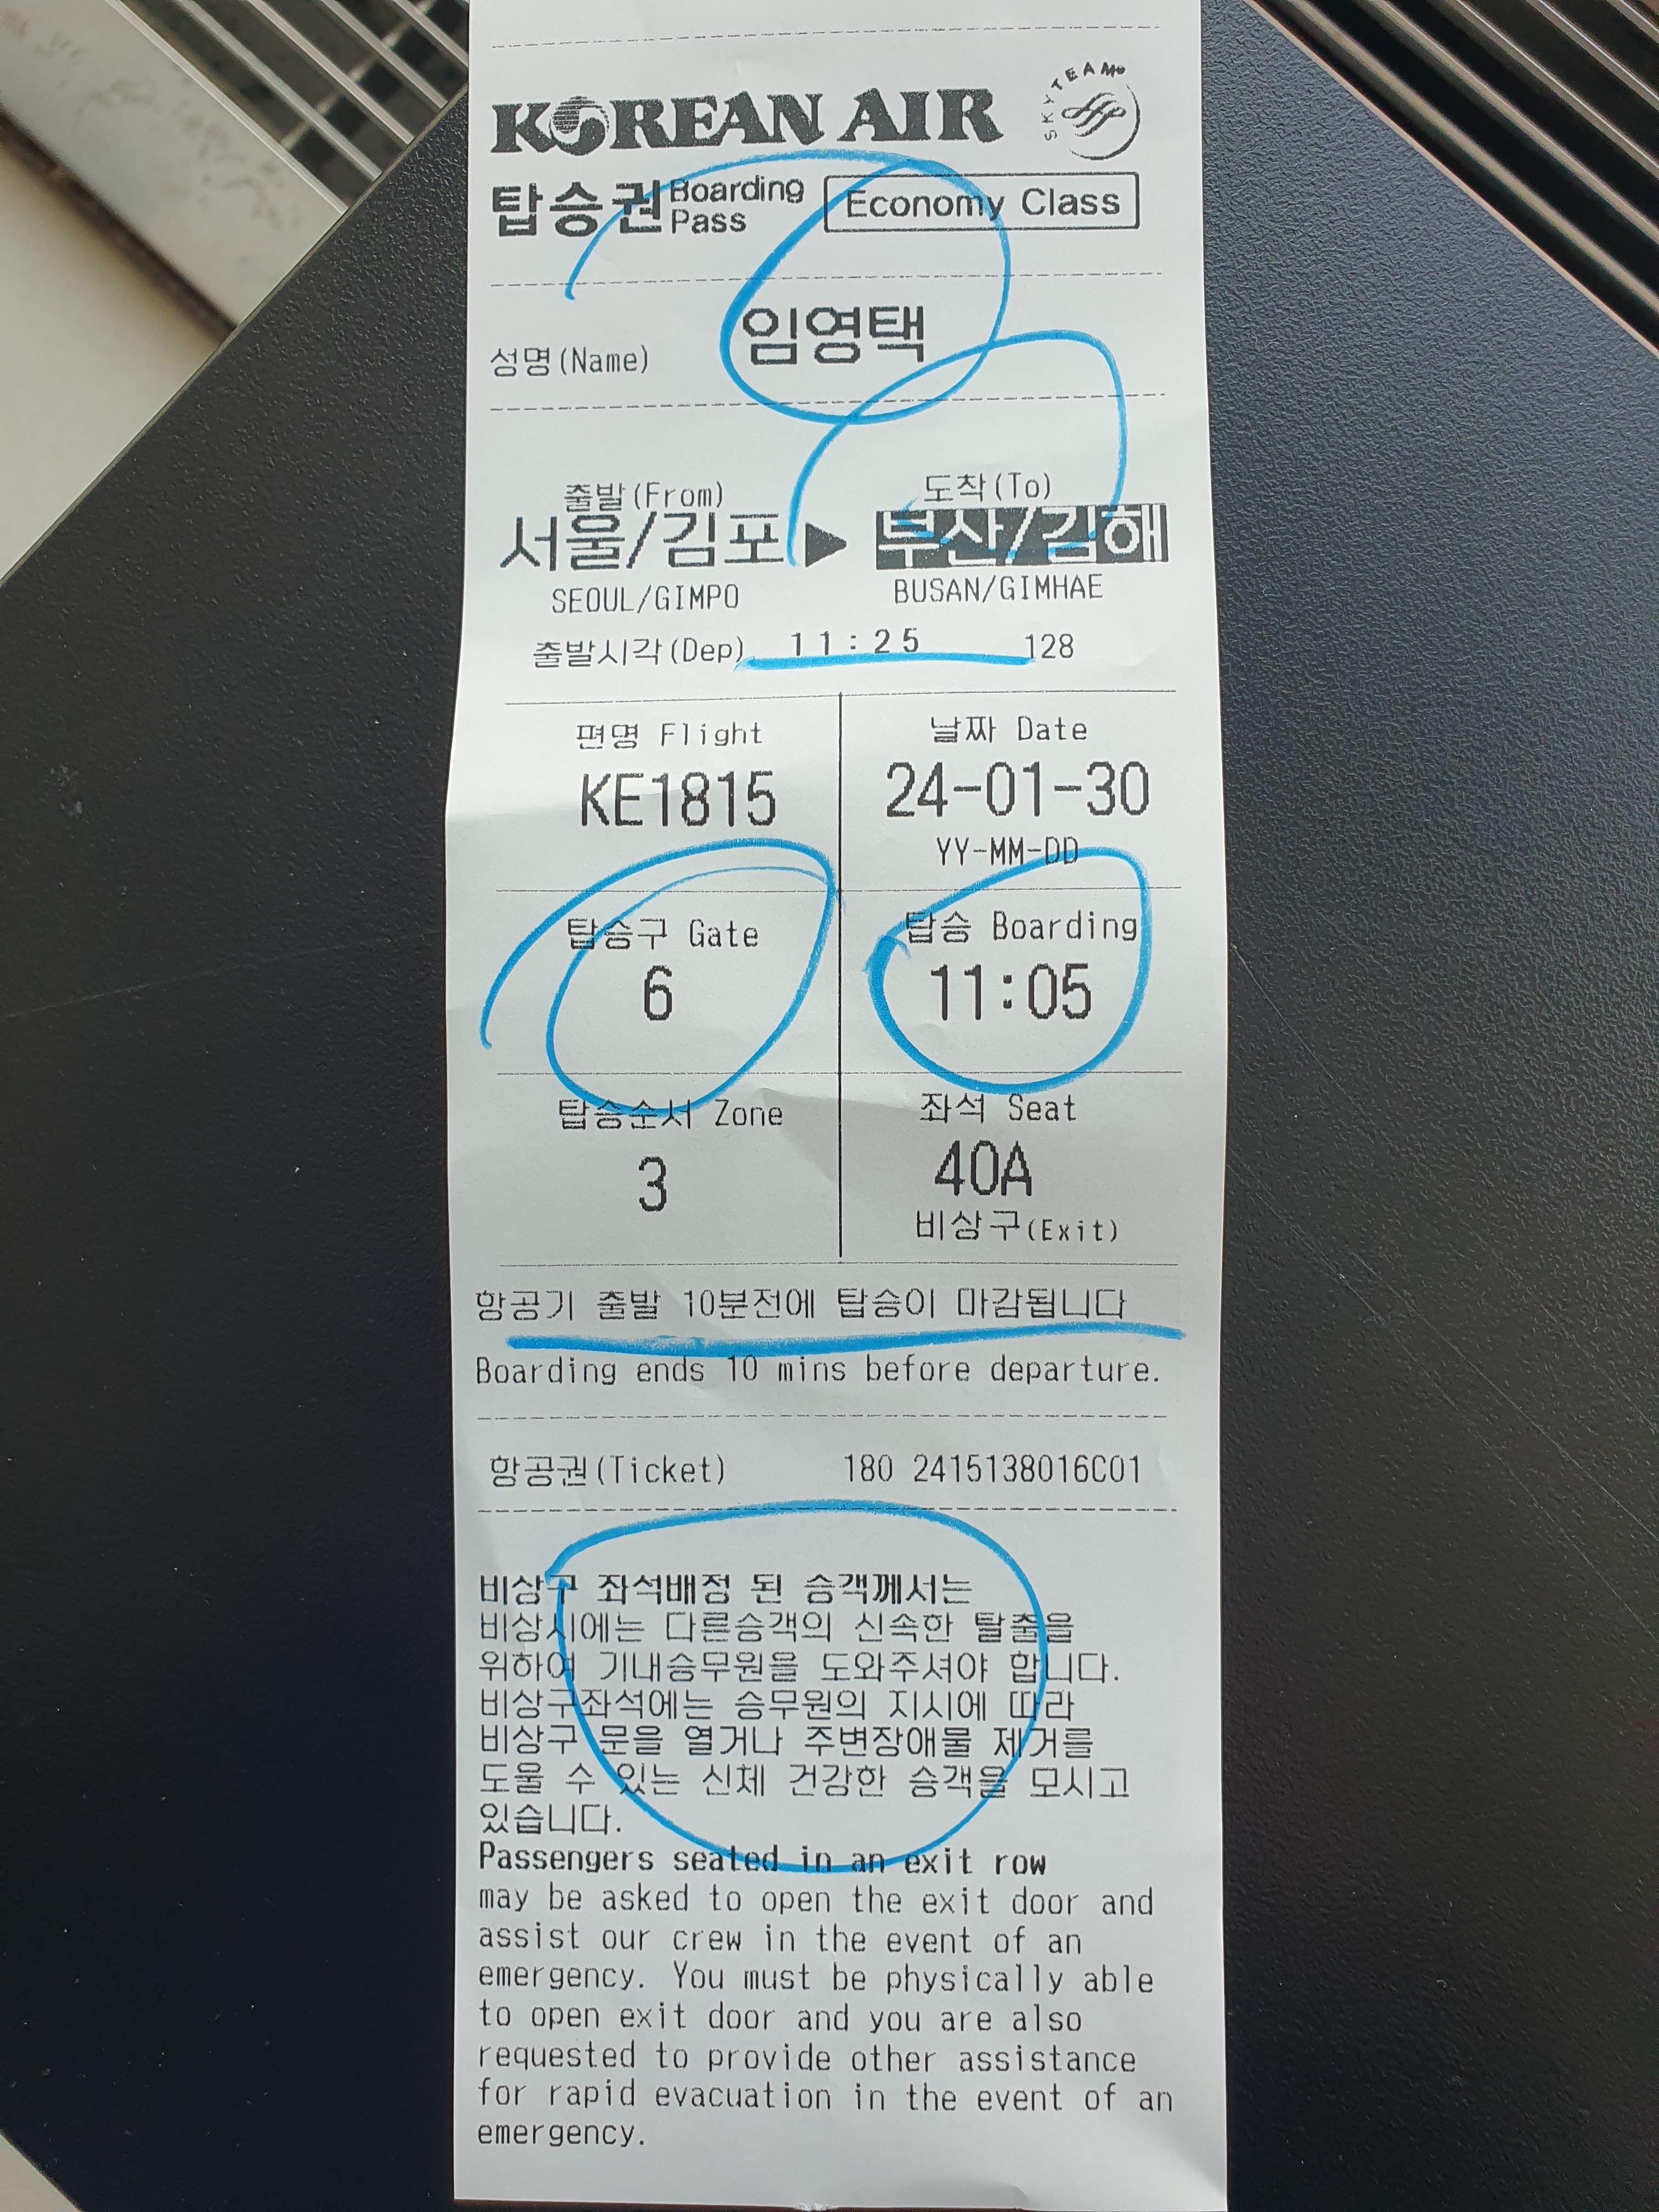 KOREAN AIR SKYTEAM
탑승권 Boarding Pass Economy Class
성명(Name) 임영택
출발(From) 도착(To)
서울/김포 ▶ 부산/김해
SEOUL/GIMPO BUSAN/GIMHAE
출발시각(Dep) 11:25 128
편명 Flight 날짜 Date
KE1815 24-01-30
YY-MM-DD
탑승구 Gate 탑승 Boarding
6 11:05
탑승순서 Zone 좌석 Seat
3 40A
비상구(Exit)
항공기 출발 10분전에 탑승이 마감됩니다
Boarding ends 10 mins before departure.
항공권(Ticket) 180 2415138016C01
비상구 좌석배정 된 승객께서는
비상시에는 다른승객의 신속한 탈출을
위하여 기내승무원을 도와주셔야 합니다.
비상구좌석에는 승무원의 지시에 따라
비상구 문을 열거나 주변장애물 제거를
도울 수 있는 신체 건강한 승객을 모시고
있습니다.
Passengers seated in an exit row
may be asked to open the exit door and
assist our crew in the event of an
emergency. You must be physically able
to open exit door and you are also
requested to provide other assistance
for rapid evacuation in the event of an
emergency.